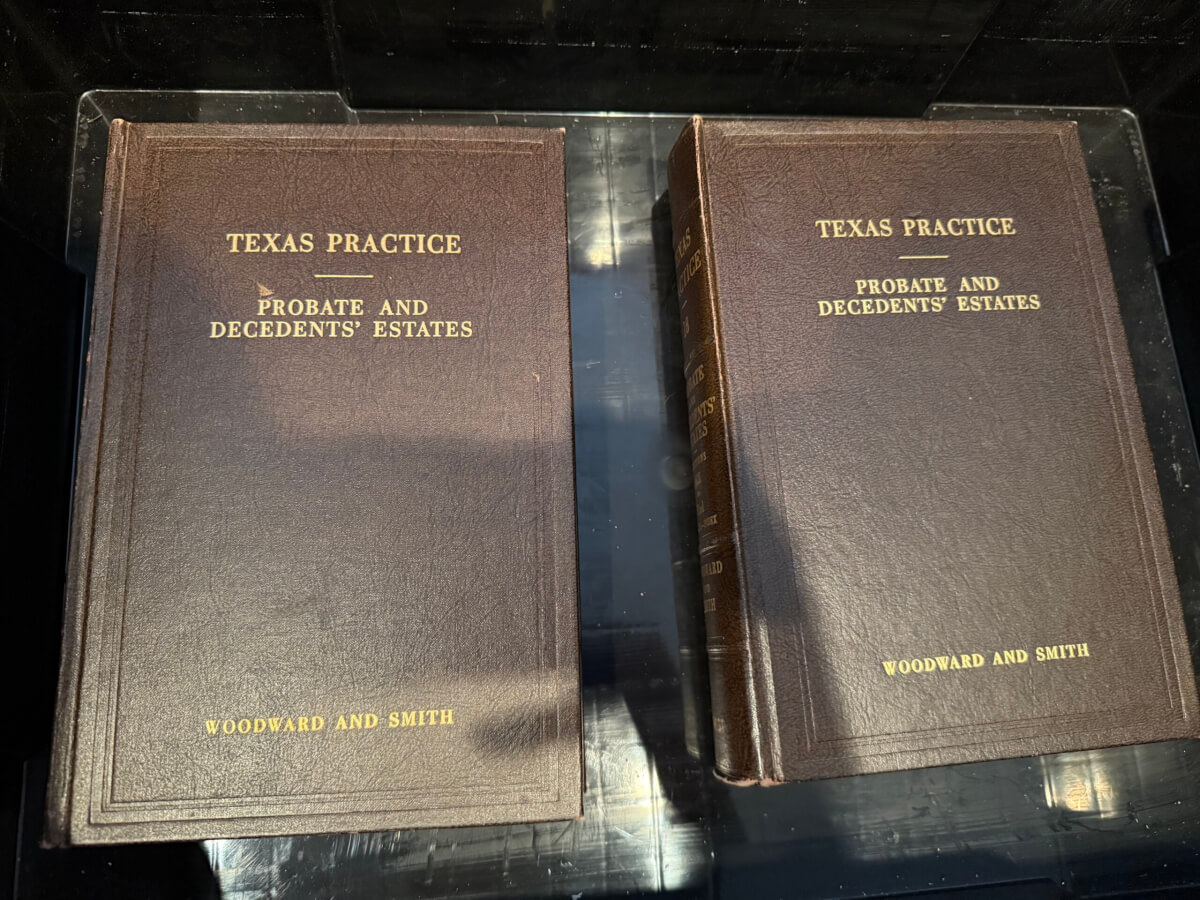 TEXAS PRACTICE
PROBATE AND
DECEDENTS' ESTATES
WOODWARD AND SMITH
TEXAS PRACTICE
PROBATE AND
DECEDENTS' ESTATES
WOODWARD AND SMITH